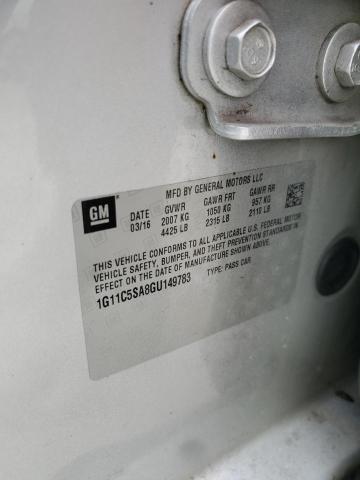 GM
MFD BY GENERAL MOTORS LLC
DATE GVWR GAWR FRT GAWR RR
03/16 2007 KG 1050 KG 957 KG
4425 LB 2315 LB 2110 LB
THIS VEHICLE CONFORMS TO ALL APPLICABLE U.S. FEDERAL MOTOR
VEHICLE SAFETY, BUMPER, AND THEFT PREVENTION STANDARDS IN
EFFECT ON THE DATE OF MANUFACTURE SHOWN ABOVE.
1G11C5SA8GU149783 TYPE: PASS CAR